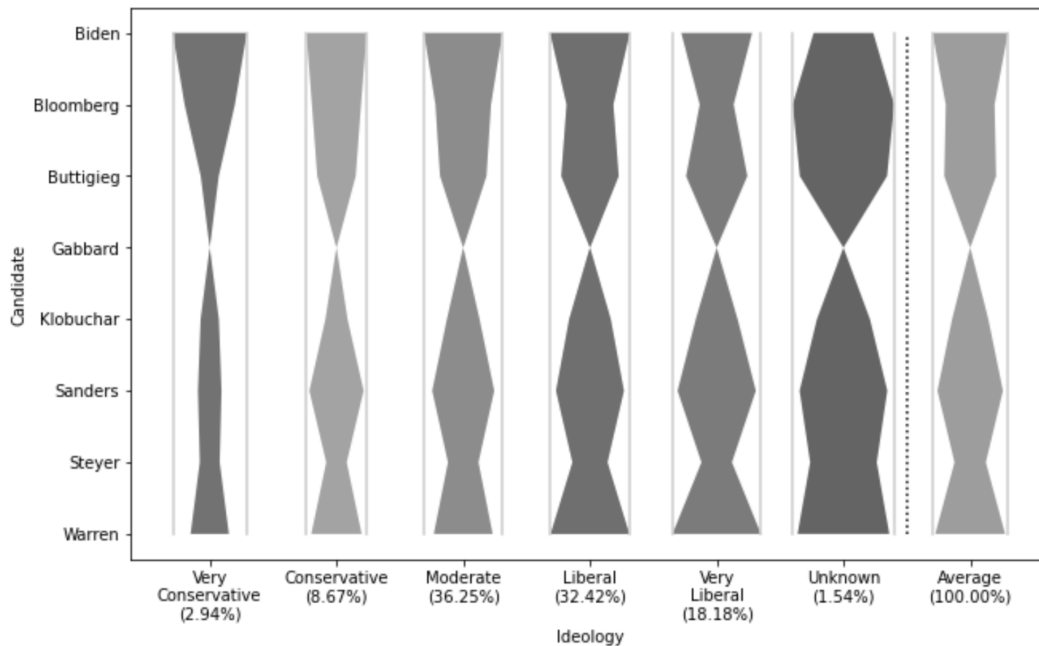 Candidate
Biden
Bloomberg
Buttigieg
Gabbard
Klobuchar
Sanders
Steyer
Warren
Very
Conservative
(2.94%)
Conservative
(8.67%)
Moderate
(36.25%)
Liberal
(32.42%)
Very
Liberal
(18.18%)
Unknown
(1.54%)
Average
(100.00%)
Ideology